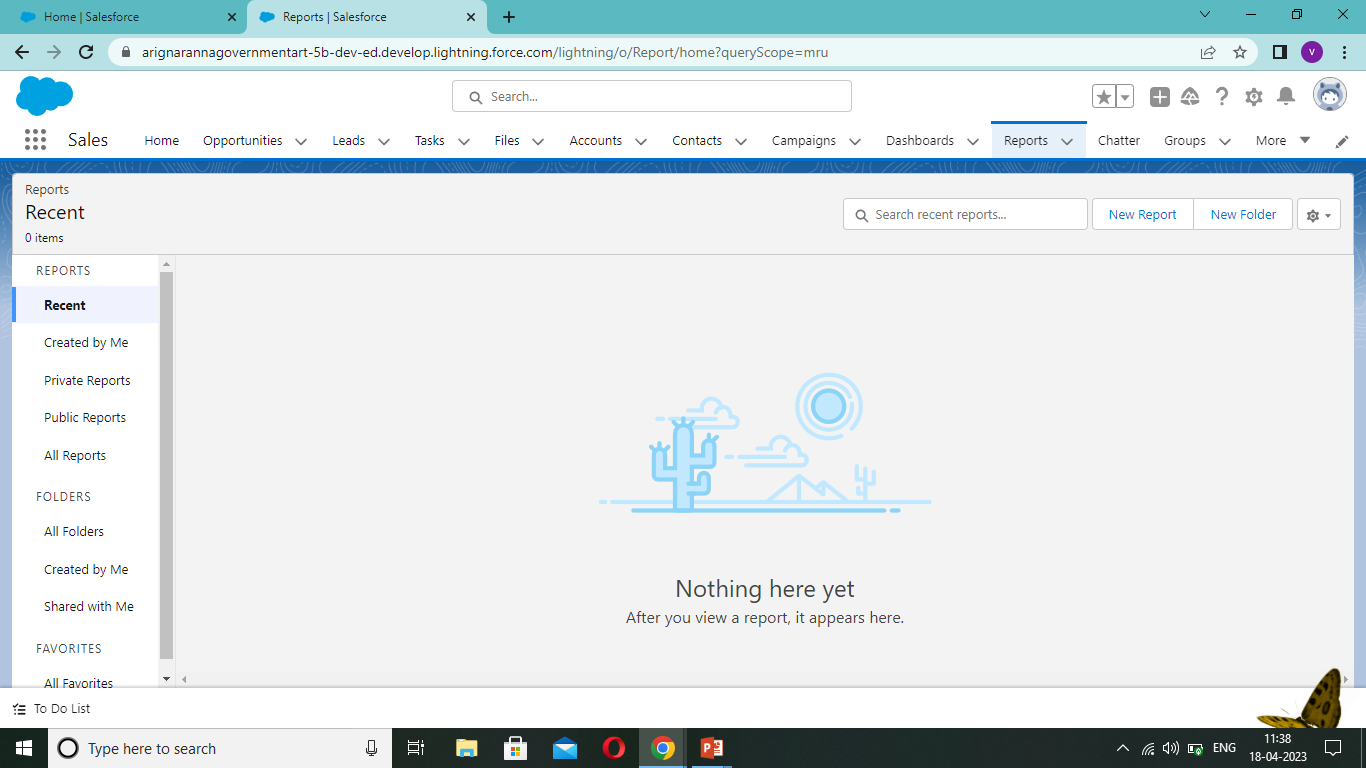 Home | Salesforce
Reports | Salesforce
arignarannagovernmentart-5b-dev-ed.develop.lightning.force.com/lightning/o/Report/home?queryScope=mru
V
Search...
Sales Home Opportunities Leads Tasks Files Accounts Contacts Campaigns Dashboards Reports Chatter Groups More
Reports
Recent
0 items
Search recent reports...
New Report
New Folder
REPORTS
Recent
Created by Me
Private Reports
Public Reports
All Reports
FOLDERS
All Folders
Created by Me
Shared with Me
FAVORITES
All Favorites
Nothing here yet
After you view a report, it appears here.
To Do List
Type here to search
ENG
11:38
18-04-2023